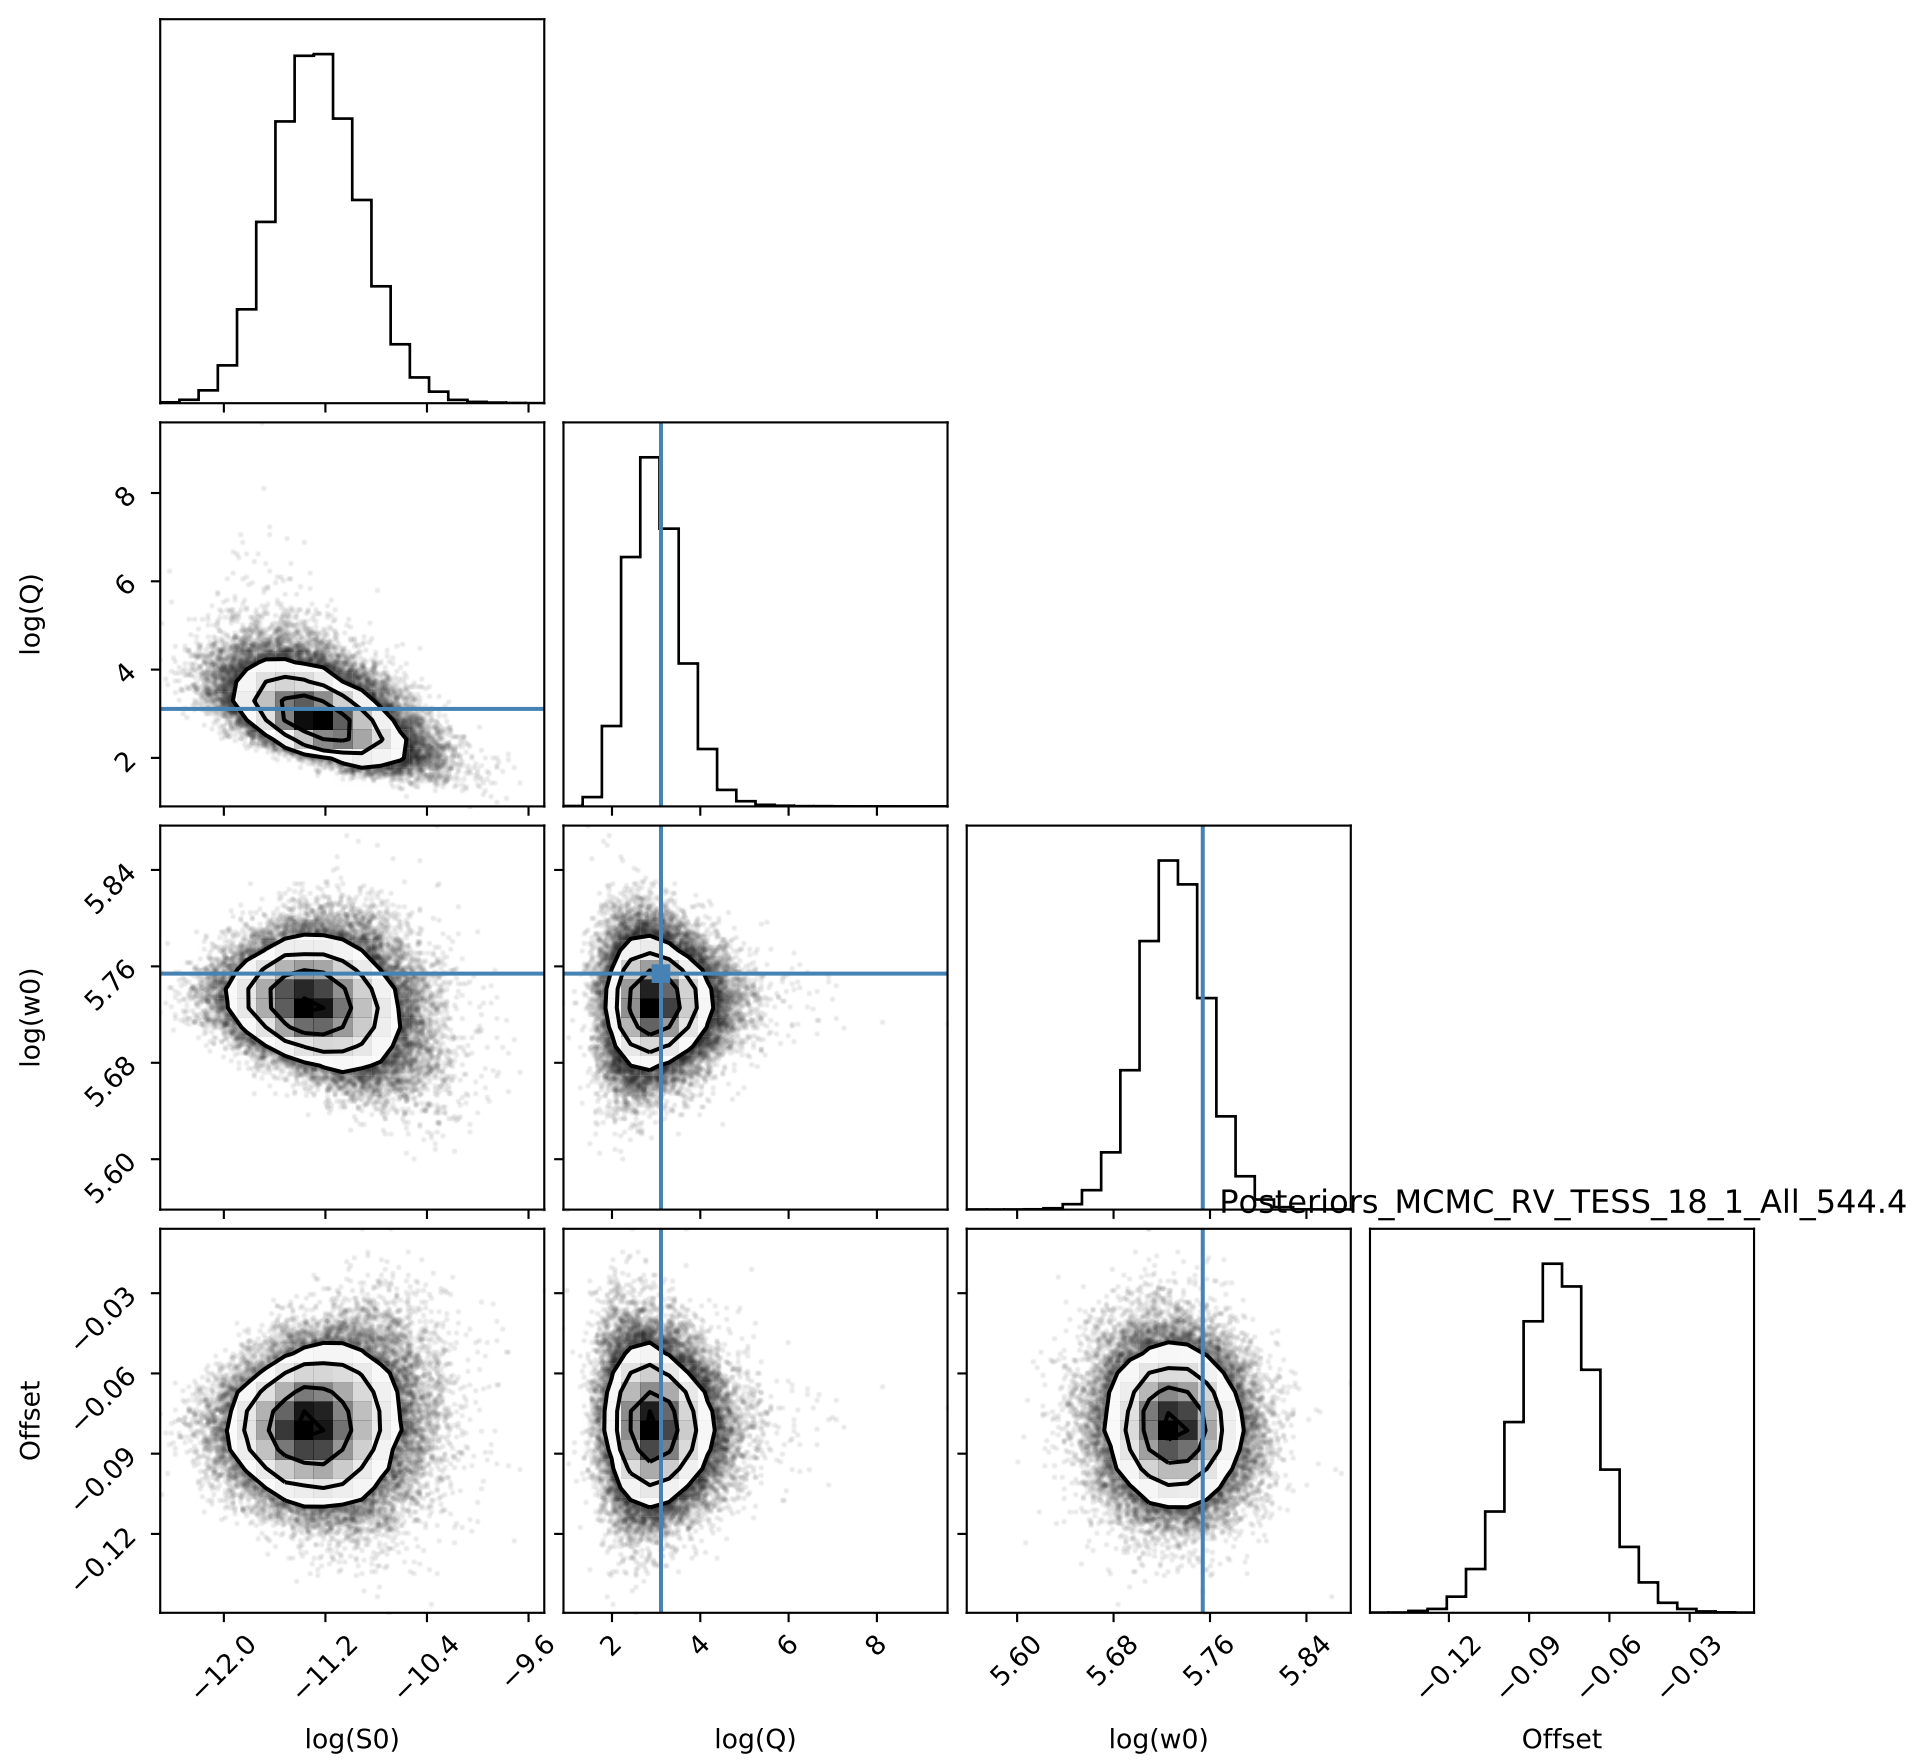 8
6
4
2
log(Q)
5.84
5.76
5.68
5.60
log(w0)
Posteriors_MCMC_RV_TESS_18_1_All_544.4
−0.03
−0.06
−0.09
−0.12
Offset
−12.0 −11.2 −10.4 −9.6 2 4 6 8 5.60 5.68 5.76 5.84 −0.12 −0.09 −0.06 −0.03
log(S0) log(Q) log(w0) Offset